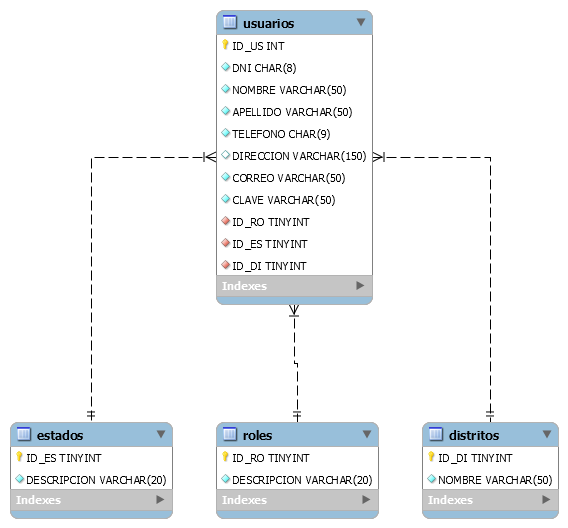 usuarios
ID_US INT
DNI CHAR(8)
NOMBRE VARCHAR(50)
APELLIDO VARCHAR(50)
TELEFONO CHAR(9)
DIRECCION VARCHAR(150)
CORREO VARCHAR(50)
CLAVE VARCHAR(50)
ID_RO TINYINT
ID_ES TINYINT
ID_DI TINYINT
Indexes
estados
ID_ES TINYINT
DESCRIPCION VARCHAR(20)
Indexes
roles
ID_RO TINYINT
DESCRIPCION VARCHAR(20)
Indexes
distritos
ID_DI TINYINT
NOMBRE VARCHAR(50)
Indexes